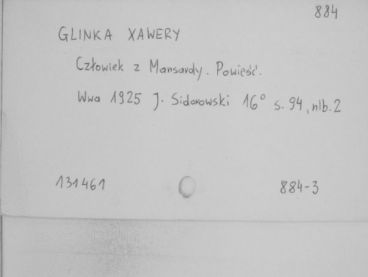 884
GLINKA XAWERY
Człowiek z Mansardy. Powieść.
Wwa 1925 J. Sidorowski 16° s. 94, nlb. 2
131461
884-3